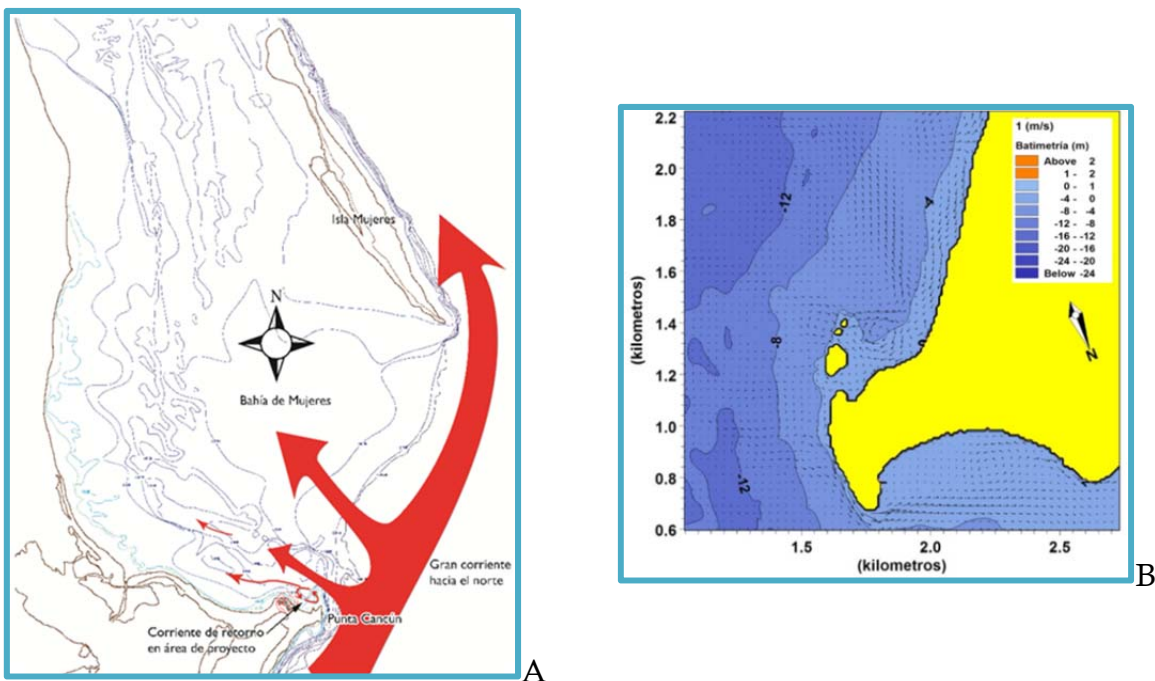 N
Isla Mujeres
Bahía de Mujeres
Gran corriente
hacia el norte
Punta Cancún
Corriente de retorno
en área de proyecto
A
2.2
2.0
1.8
1.6
1.4
1.2
1.0
0.8
0.6
(kilometros)
1 (m/s)
Batimetría (m)
Above 2
1 - 2
0 - 1
-4 - 0
-8 - -4
-12 - -8
-16 - -12
-20 - -16
-24 - -20
Below -24
-12
-4
-8
0
-12
N
1.5
2.0
2.5
(kilometros)
B